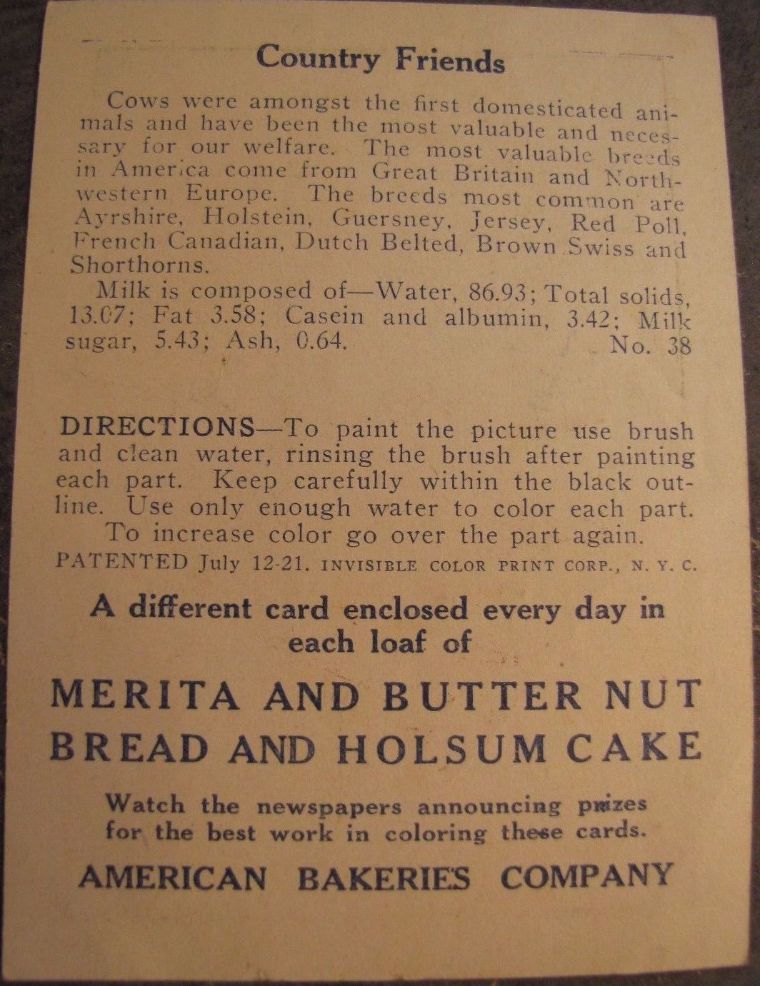 Country Friends
Cows were amongst the first domesticated ani-
mals and have been the most valuable and neces-
sary for our welfare. The most valuable breeds
in America come from Great Britain and North-
western Europe. The breeds most common are
Ayrshire, Holstein, Guersney, Jersey, Red Poll,
French Canadian, Dutch Belted, Brown Swiss and
Shorthorns.
Milk is composed of—Water, 86.93; Total solids,
13.07; Fat 3.58; Casein and albumin, 3.42; Milk
sugar, 5.43; Ash, 0.64. No. 38
DIRECTIONS—To paint the picture use brush
and clean water, rinsing the brush after painting
each part. Keep carefully within the black out-
line. Use only enough water to color each part.
To increase color go over the part again.
PATENTED July 12-21. INVISIBLE COLOR PRINT CORP., N. Y. C.
A different card enclosed every day in
each loaf of
MERITA AND BUTTER NUT
BREAD AND HOLSUM CAKE
Watch the newspapers announcing prizes
for the best work in coloring these cards.
AMERICAN BAKERIES COMPANY